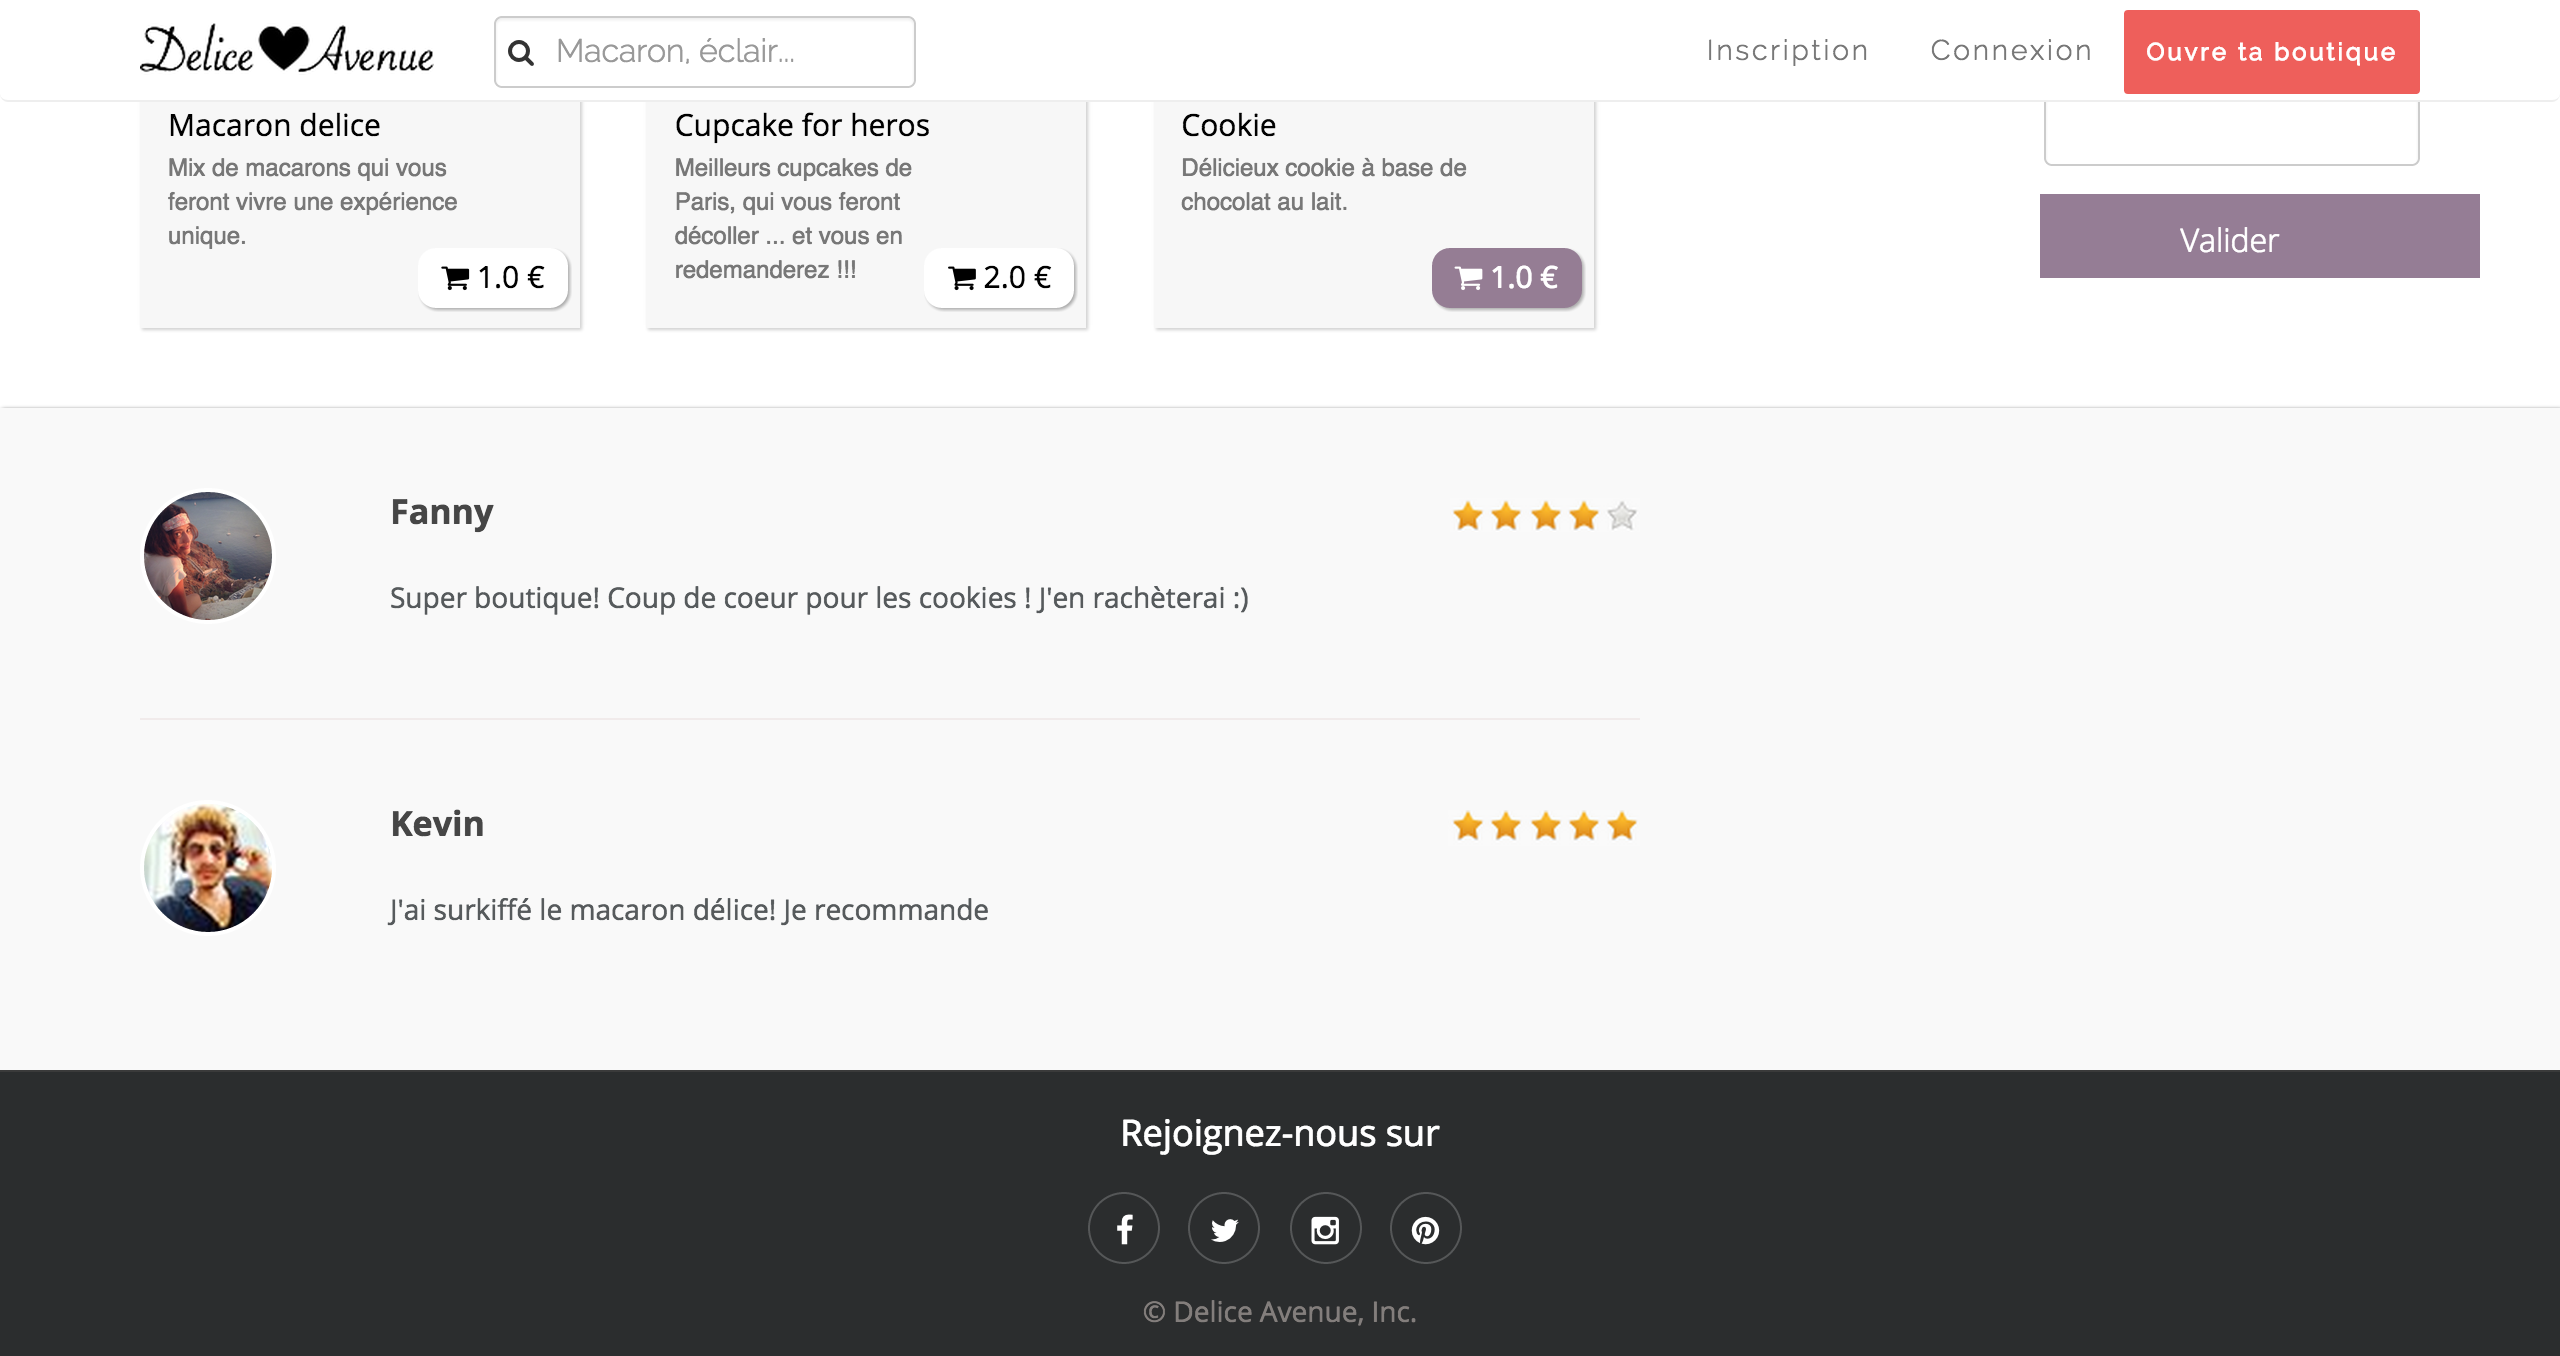 Delice Avenue
Macaron, éclair...
Inscription
Connexion
Ouvre ta boutique
Macaron delice
Mix de macarons qui vous
feront vivre une expérience
unique.
1.0 €
Cupcake for heros
Meilleurs cupcakes de
Paris, qui vous feront
décoller ... et vous en
redemanderez !!!
2.0 €
Cookie
Délicieux cookie à base de
chocolat au lait.
1.0 €
Valider
Fanny
Super boutique! Coup de coeur pour les cookies ! J'en rachèterai :)
Kevin
J'ai surkiffé le macaron délice! Je recommande
Rejoignez-nous sur
© Delice Avenue, Inc.